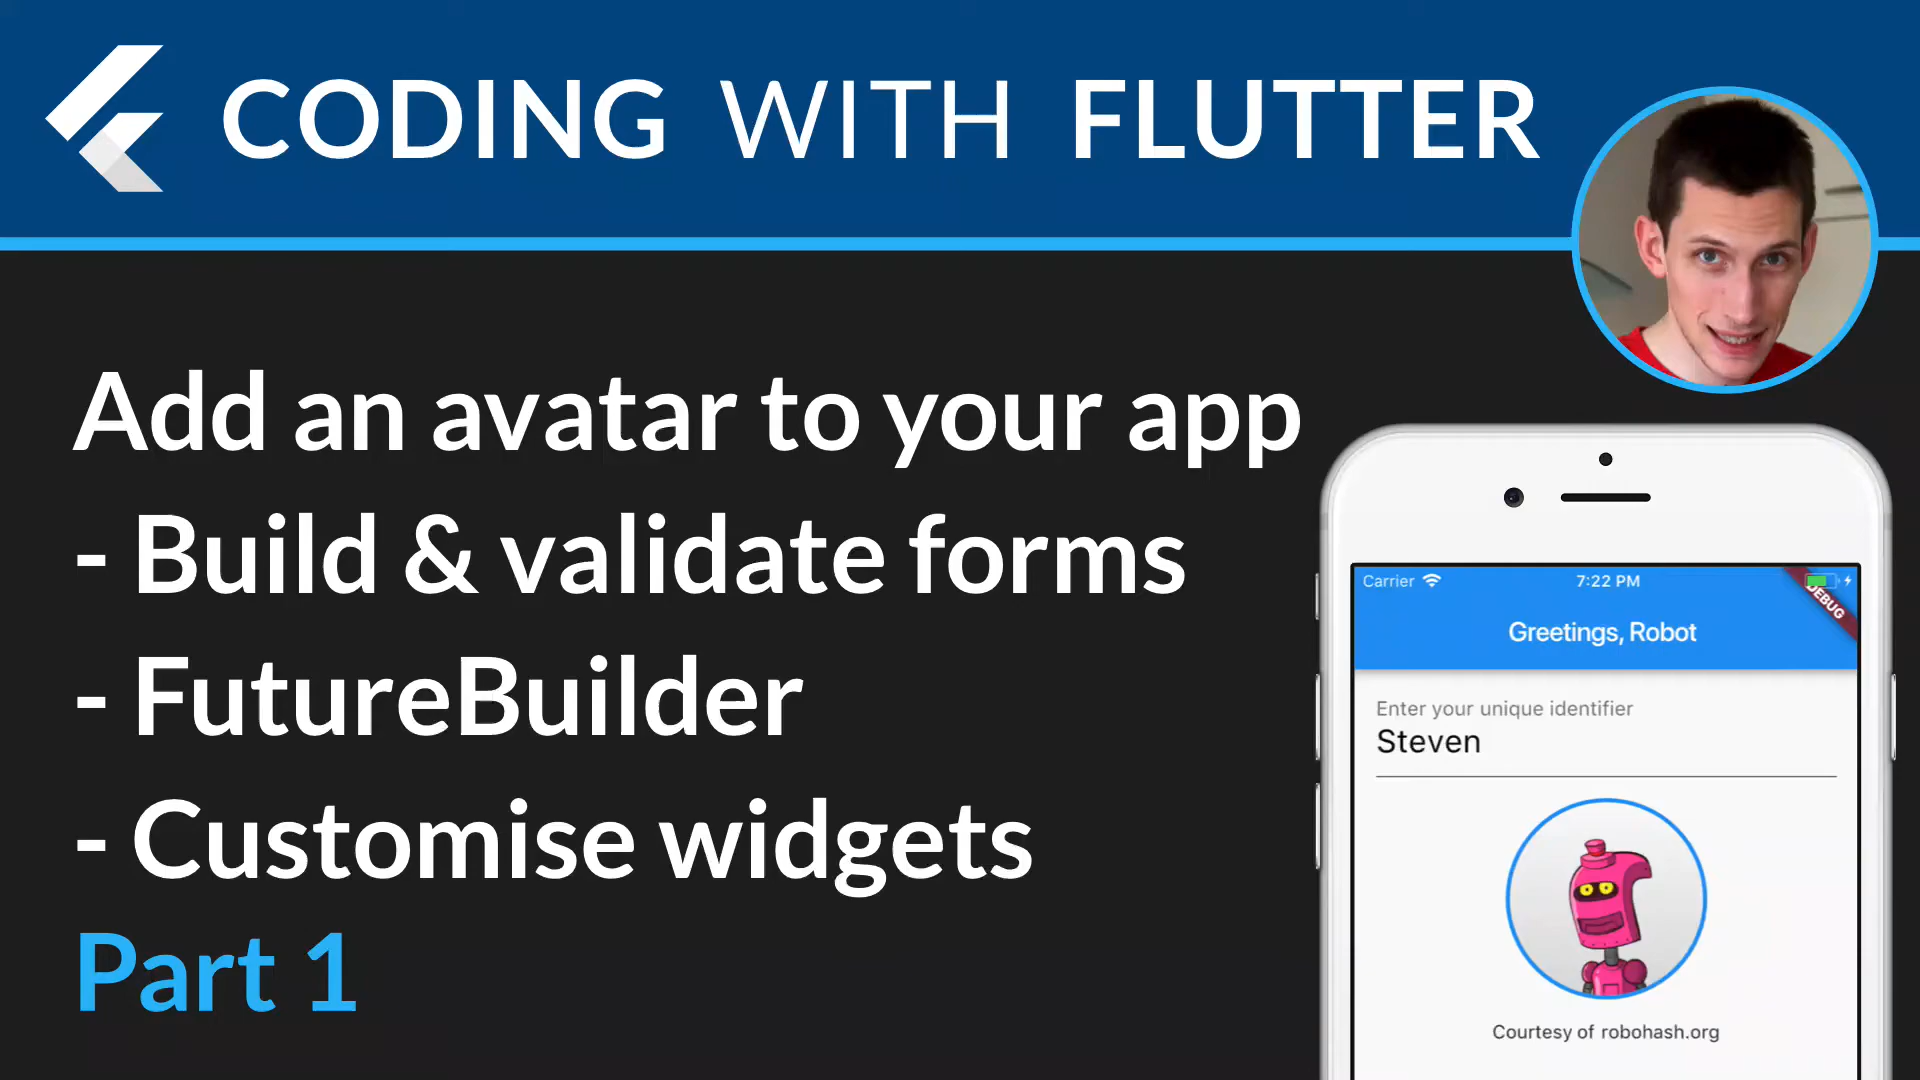 CODING WITH FLUTTER
Add an avatar to your app
- Build & validate forms
- FutureBuilder
- Customise widgets
Part 1
Carrier 7:22 PM
DEBUG
Greetings, Robot
Enter your unique identifier
Steven
Courtesy of robohash.org